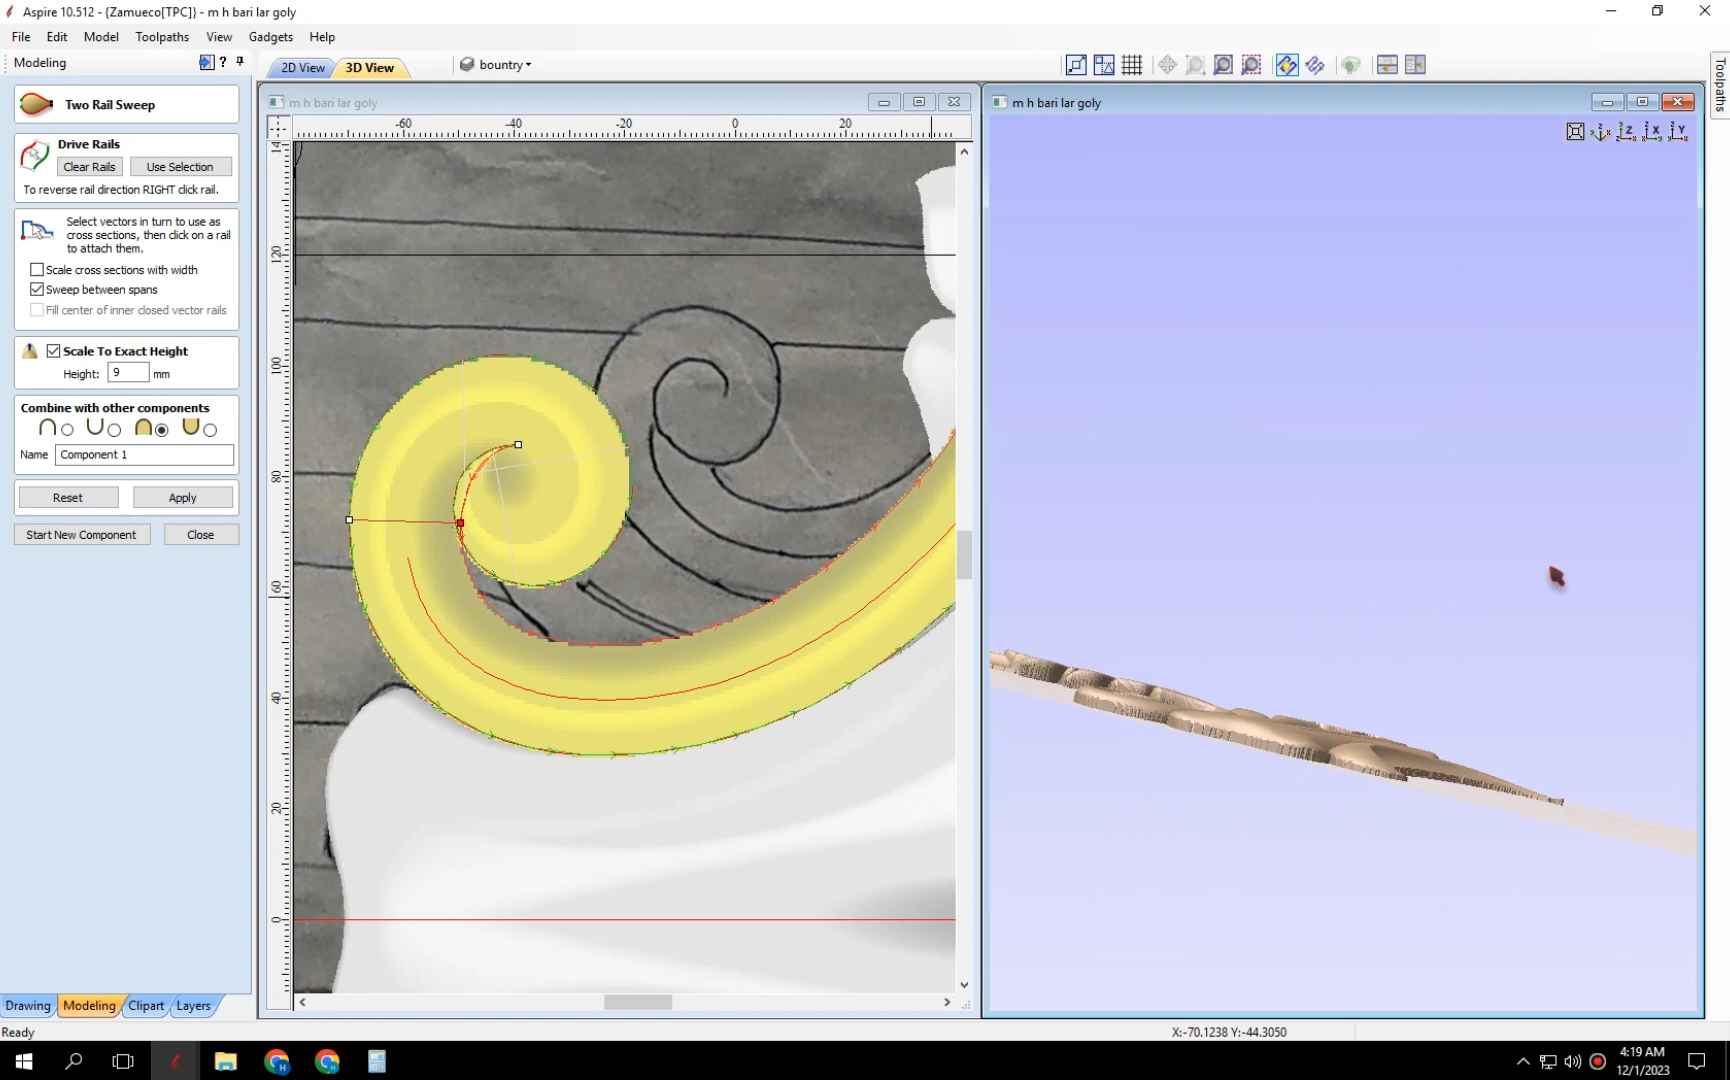 Aspire 10.512 - {Zamueco[TPC]} - m h bari lar goly
File Edit Model Toolpaths View Gadgets Help
Modeling ?
2D View 3D View bountry
Toolpaths
Two Rail Sweep
Drive Rails
Clear Rails Use Selection
To reverse rail direction RIGHT click rail.
Select vectors in turn to use as
cross sections, then click on a rail
to attach them.
Scale cross sections with width
Sweep between spans
Fill center of inner closed vector rails
Scale To Exact Height
Height: 9 mm
Combine with other components
Name Component 1
Reset Apply
Start New Component Close
Drawing Modeling Clipart Layers
Ready
m h bari lar goly
-60 -40 -20 0 20
120
100
80
60
40
20
0
m h bari lar goly
Z X Y
X:-70.1238 Y:-44.3050
4:19 AM
12/1/2023